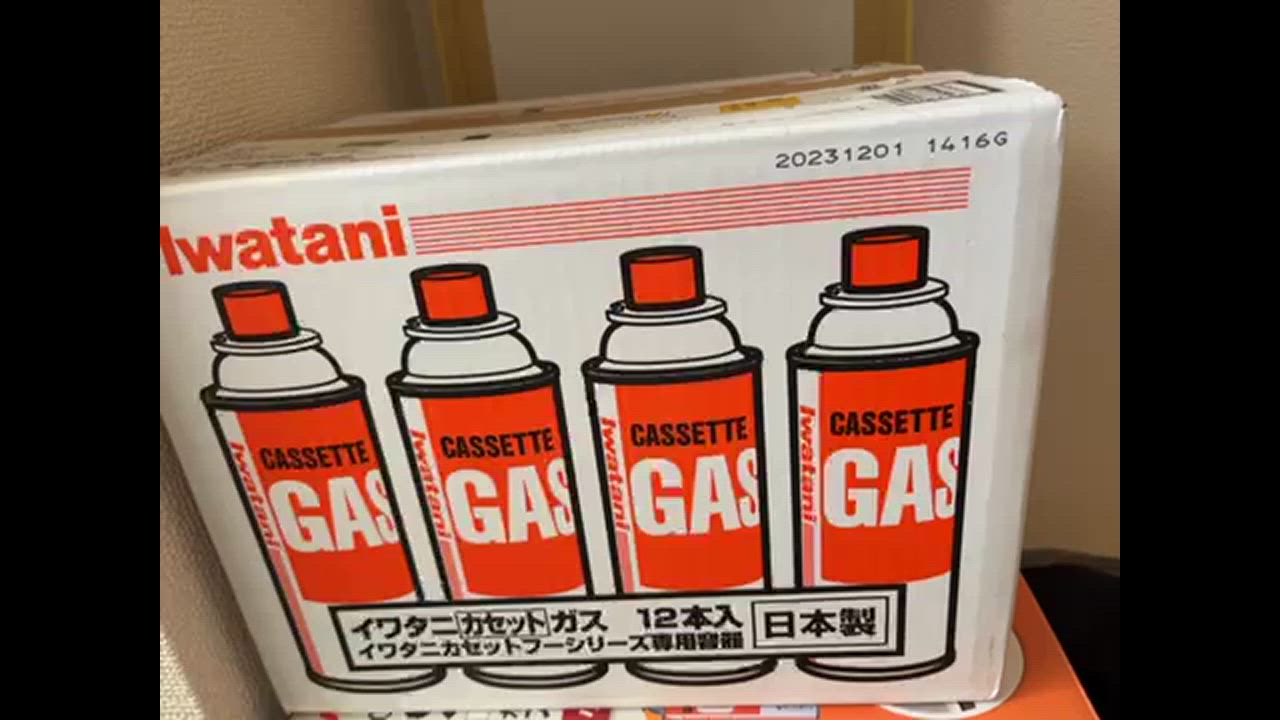 20231201 1416G
Iwatani
Iwatani CASSETTE GAS
Iwatani CASSETTE GAS
Iwatani CASSETTE GAS
Iwatani CASSETTE GAS
イワタニカセットガス 12本入 日本製
イワタニカセットフーシリーズ専用容器